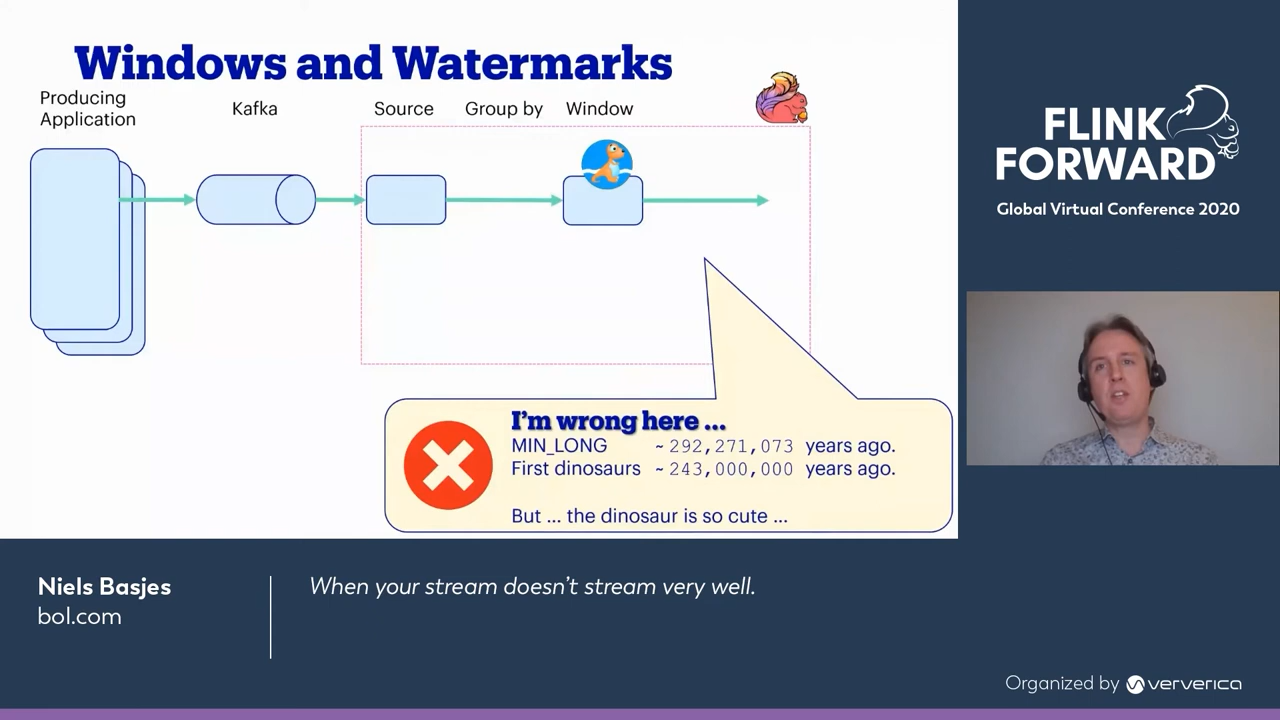 Windows and Watermarks
Producing
Application
Kafka
Source
Group by
Window
I'm wrong here ...
MIN_LONG ~ 292,271,073 years ago.
First dinosaurs ~ 243,000,000 years ago.
But ... the dinosaur is so cute ...
FLINK
FORWARD
Global Virtual Conference 2020
Niels Basjes
bol.com
When your stream doesn't stream very well.
Organized by ververica